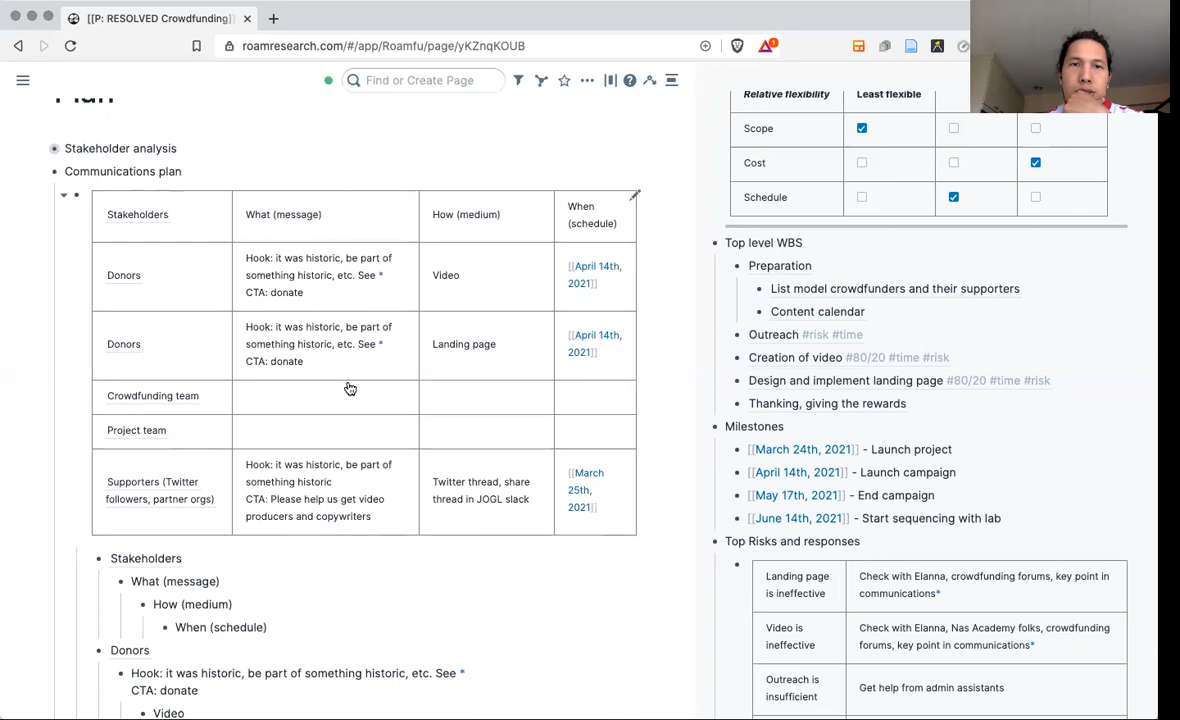 [[P: RESOLVED Crowdfunding]
roamresearch.com/#/app/Roamfu/page/yKZnqKOUB
1
Find or Create Page
Plan
Stakeholder analysis
Communications plan
Stakeholders
What (message)
How (medium)
When
(schedule)
Donors
Hook: it was historic, be part of
something historic, etc. See *
CTA: donate
Video
[[April 14th,
2021]]
Donors
Hook: it was historic, be part of
something historic, etc. See *
CTA: donate
Landing page
[[April 14th,
2021]]
Crowdfunding team
Project team
Supporters (Twitter
followers, partner orgs)
Hook: it was historic, be part of
something historic
CTA: Please help us get video
producers and copywriters
Twitter thread, share
thread in JOGL slack
[[March
25th,
2021]]
Stakeholders
What (message)
How (medium)
When (schedule)
Donors
Hook: it was historic, be part of something historic, etc. See *
CTA: donate
Video
Relative flexibility
Least flexible
Scope
Cost
Schedule
Top level WBS
Preparation
List model crowdfunders and their supporters
Content calendar
Outreach #risk #time
Creation of video #80/20 #time #risk
Design and implement landing page #80/20 #time #risk
Thanking, giving the rewards
Milestones
[[March 24th, 2021]] - Launch project
[[April 14th, 2021]] - Launch campaign
[[May 17th, 2021]] - End campaign
[[June 14th, 2021]] - Start sequencing with lab
Top Risks and responses
Landing page
is ineffective
Check with Elanna, crowdfunding forums, key point in
communications*
Video is
ineffective
Check with Elanna, Nas Academy folks, crowdfunding
forums, key point in communications*
Outreach is
insufficient
Get help from admin assistants